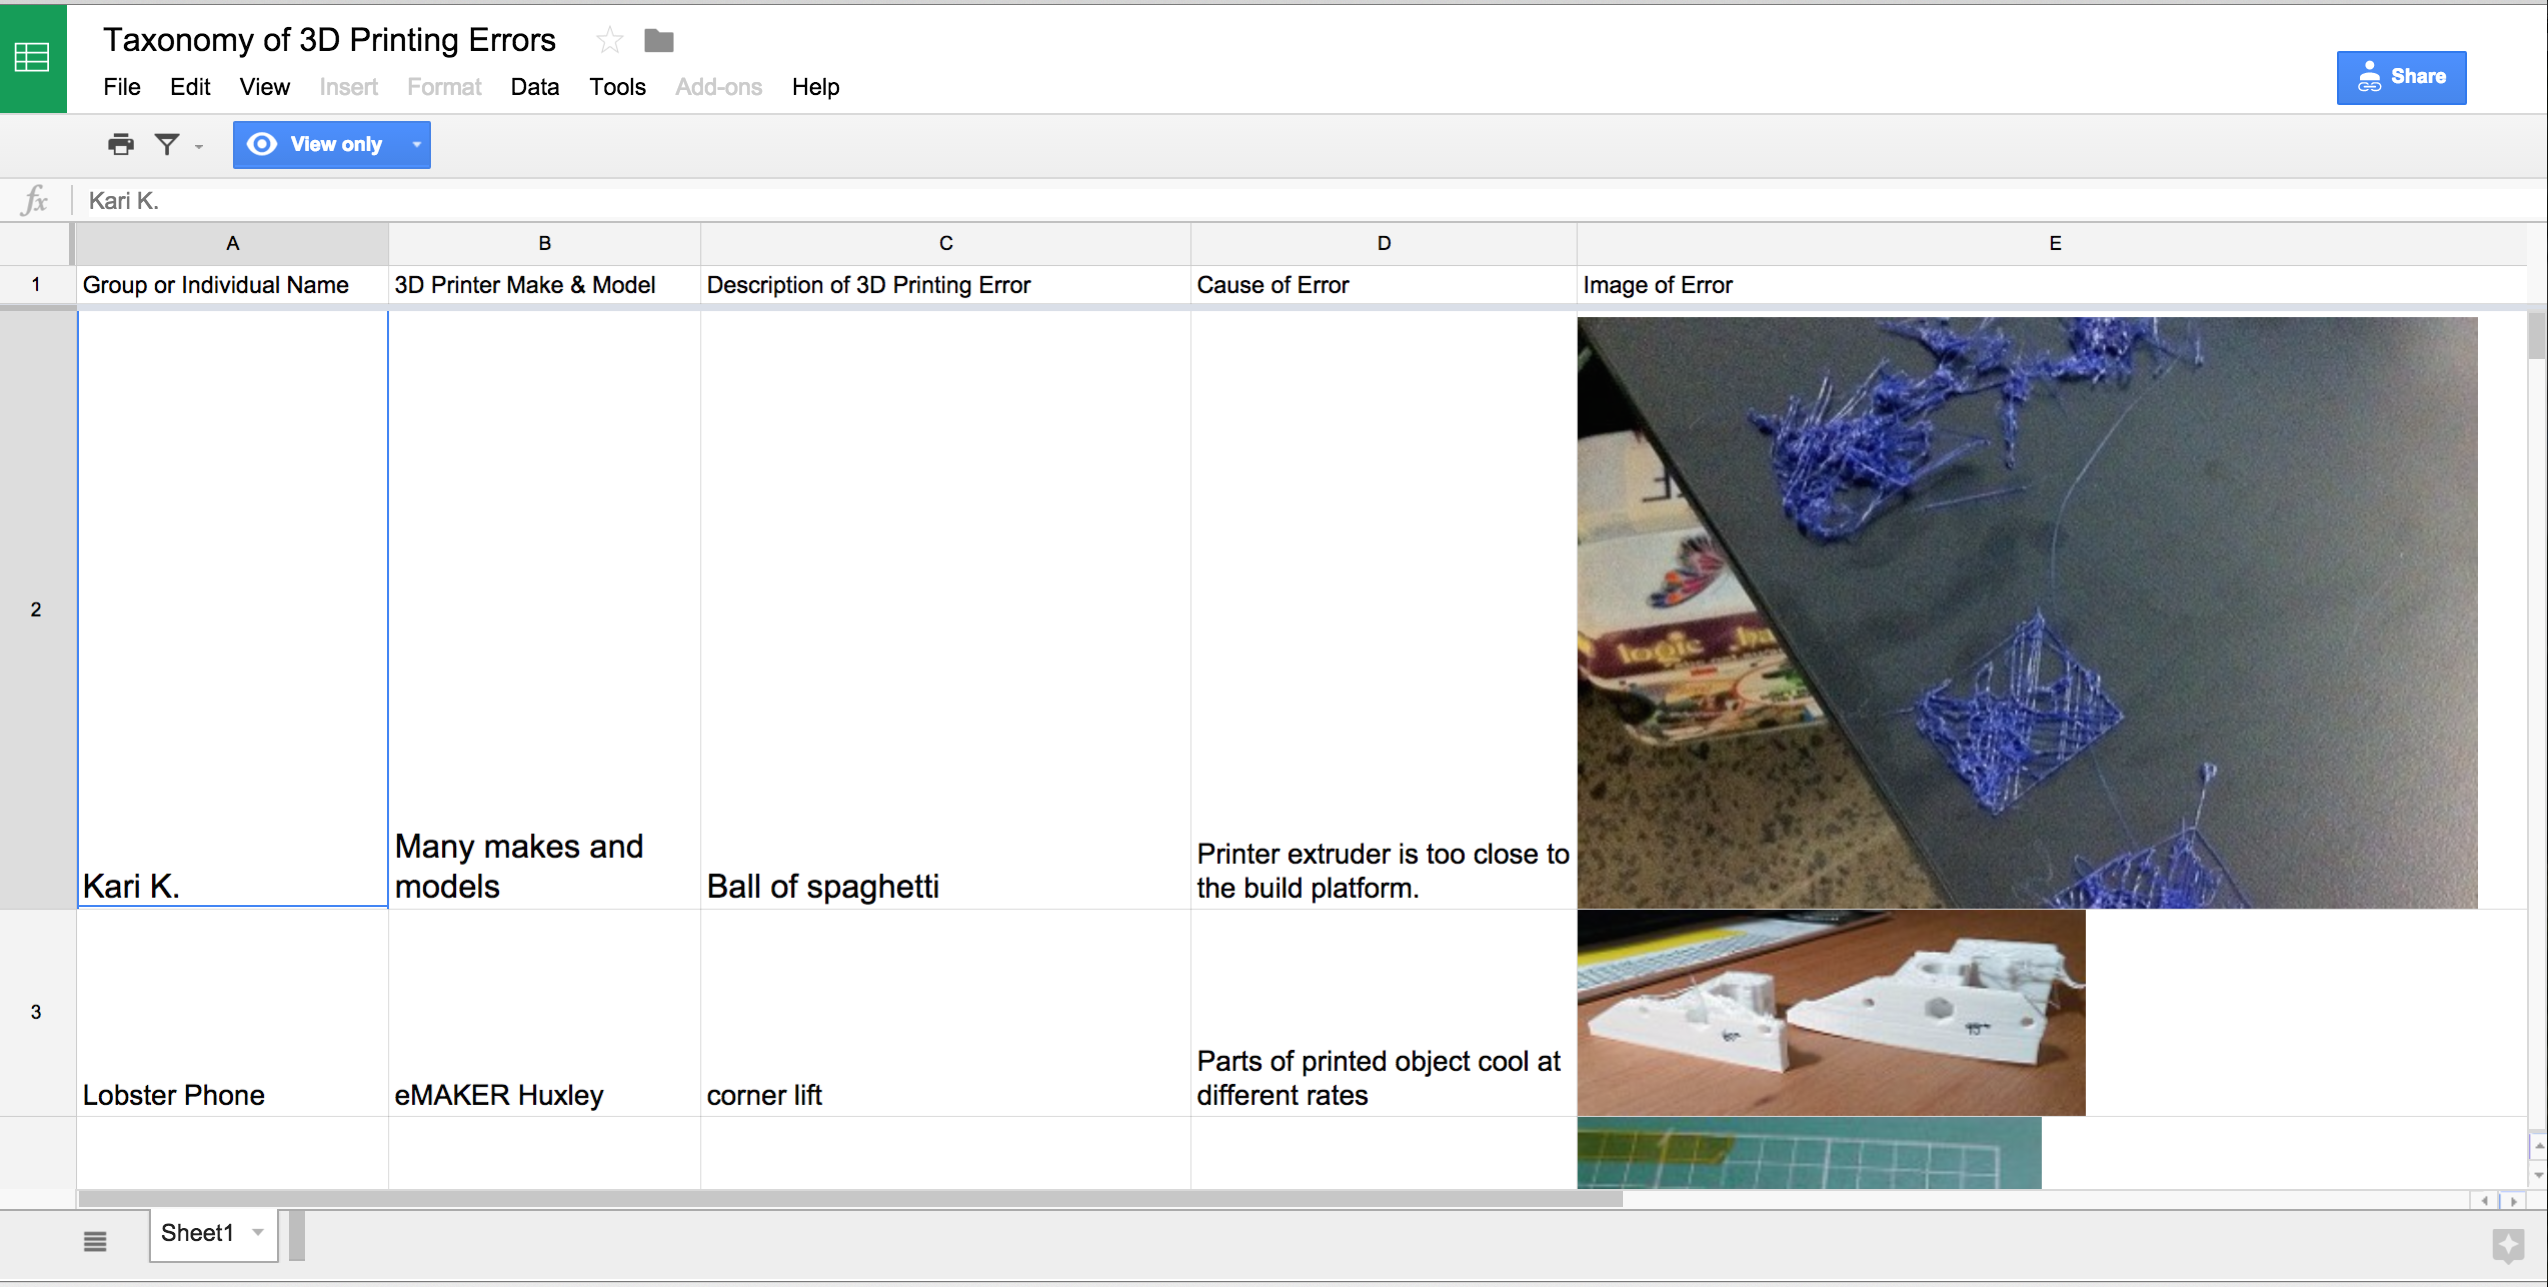 Taxonomy of 3D Printing Errors
File Edit View Insert Format Data Tools Add-ons Help
Share
View only
fx Kari K.
A B C D E
1 Group or Individual Name 3D Printer Make & Model Description of 3D Printing Error Cause of Error Image of Error
logic
2
Many makes and
models
Kari K.
Ball of spaghetti
Printer extruder is too close to
the build platform.
3
Lobster Phone
eMAKER Huxley
corner lift
Parts of printed object cool at
different rates
Sheet1